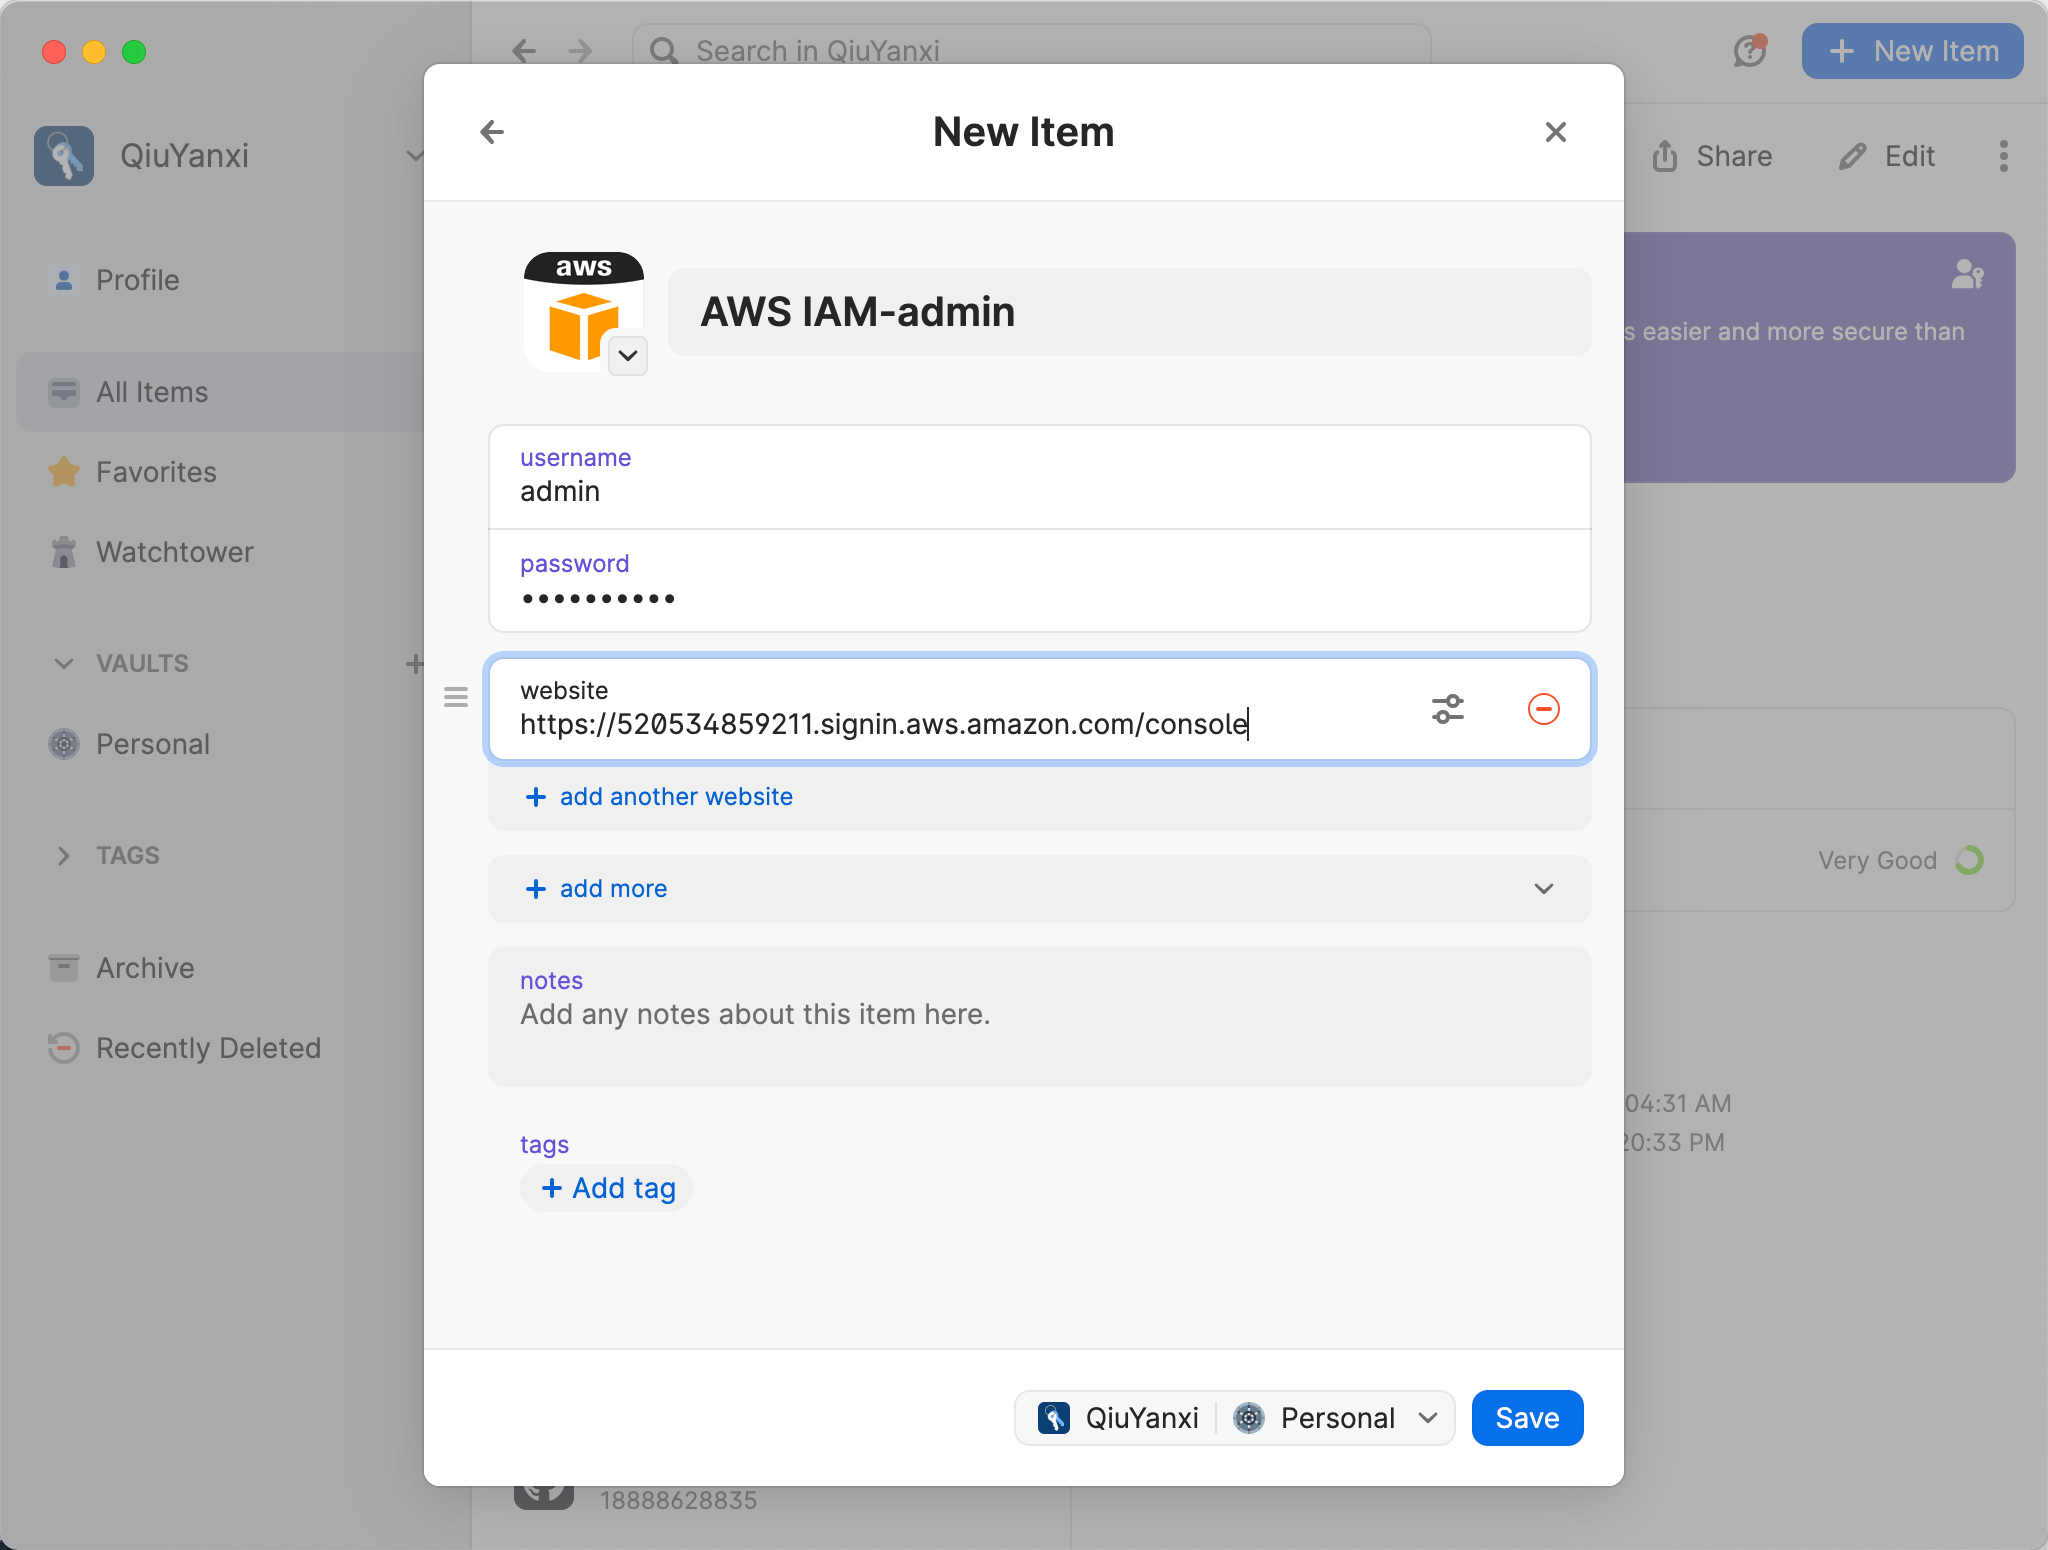 Search in QiuYanxi
New Item
QiuYanxi
Profile
All Items
Favorites
Watchtower
VAULTS
Personal
TAGS
Archive
Recently Deleted
New Item
aws
AWS IAM-admin
username
admin
password
••••••••••
website
https://520534859211.signin.aws.amazon.com/console
add another website
add more
notes
Add any notes about this item here.
tags
Add tag
QiuYanxi
Personal
Save
Share
Edit
s easier and more secure than
Very Good
04:31 AM
20:33 PM
18888628835